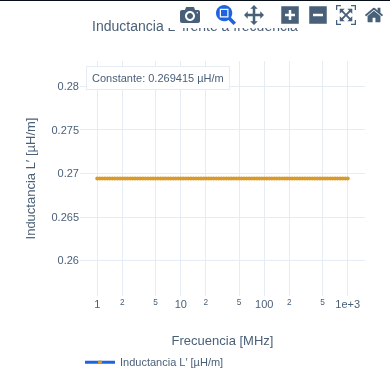 Inductancia L' frente a frecuencia
Constante: 0.269415 µH/m
0.28
0.275
0.27
0.265
0.26
Inductancia L' [µH/m]
1 2 5 10 2 5 100 2 5 1e+3
Frecuencia [MHz]
Inductancia L' [µH/m]